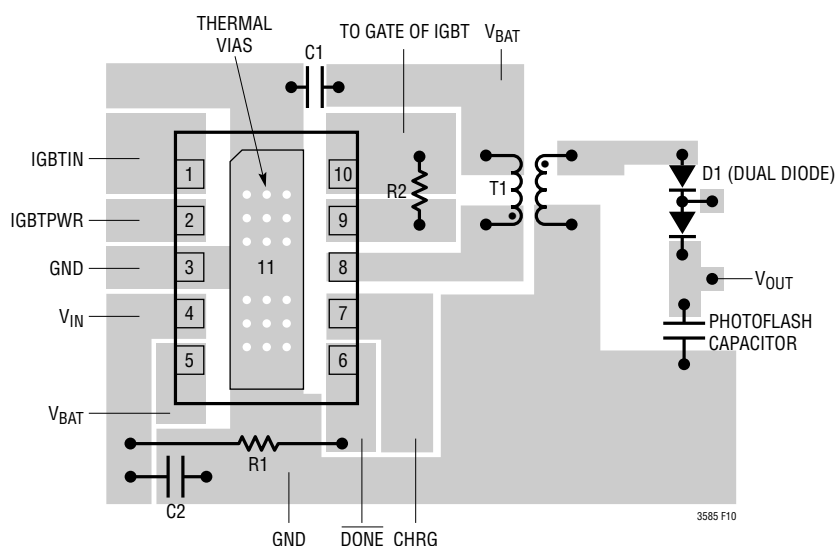 THERMAL
VIAS
C1
TO GATE OF IGBT
VBAT
IGBTIN
1
10
R2
T1
D1 (DUAL DIODE)
IGBTPWR
2
9
GND
3
11
8
VOUT
VIN
4
7
PHOTOFLASH
CAPACITOR
5
6
VBAT
R1
C2
GND
DONE
CHRG
3585 F10